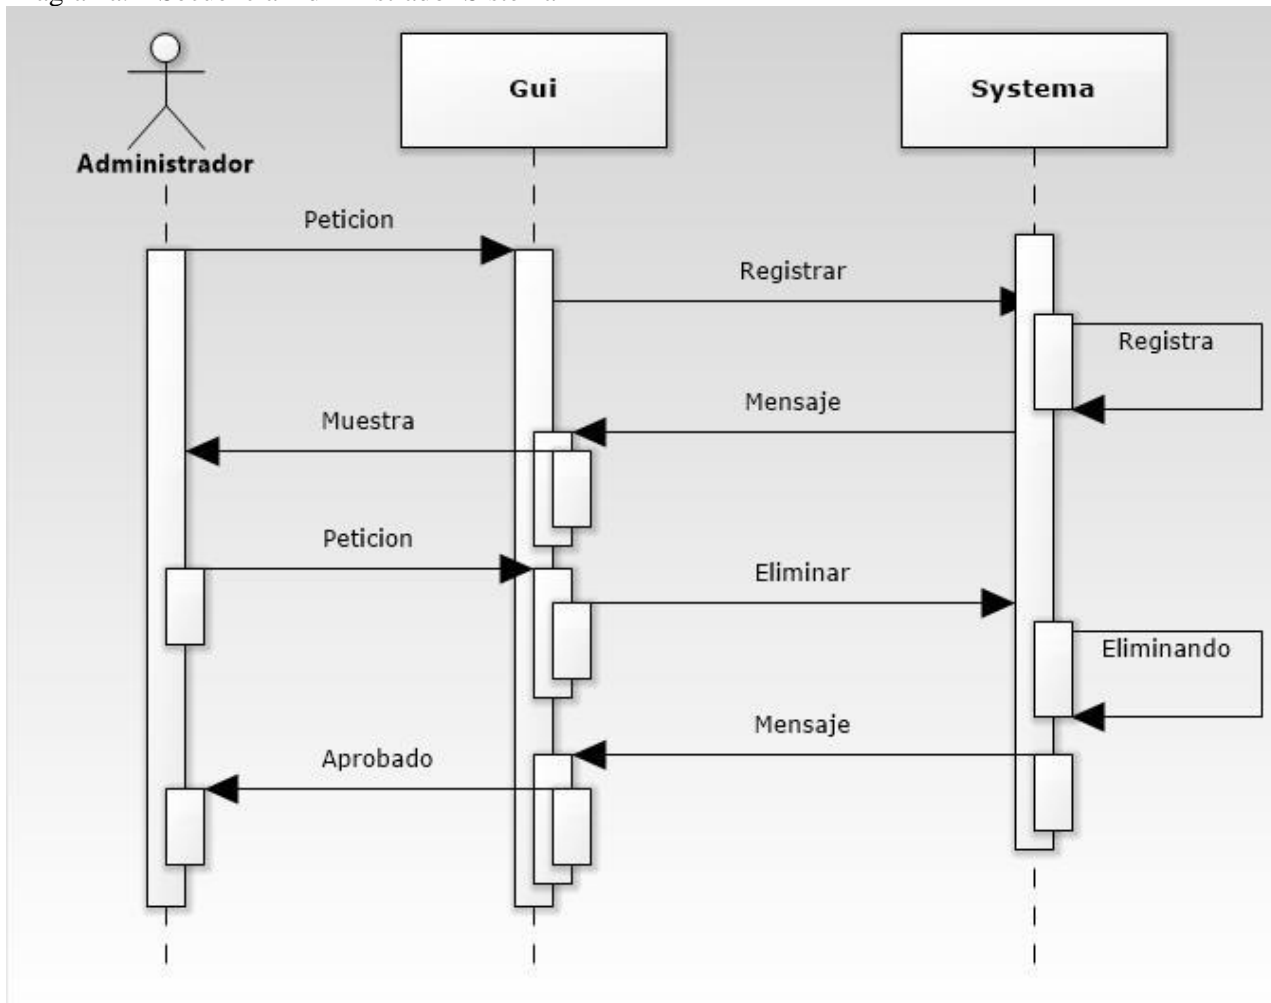 Gui
Systema
Administrador
Peticion
Registrar
Registra
Mensaje
Muestra
Peticion
Eliminar
Eliminando
Mensaje
Aprobado